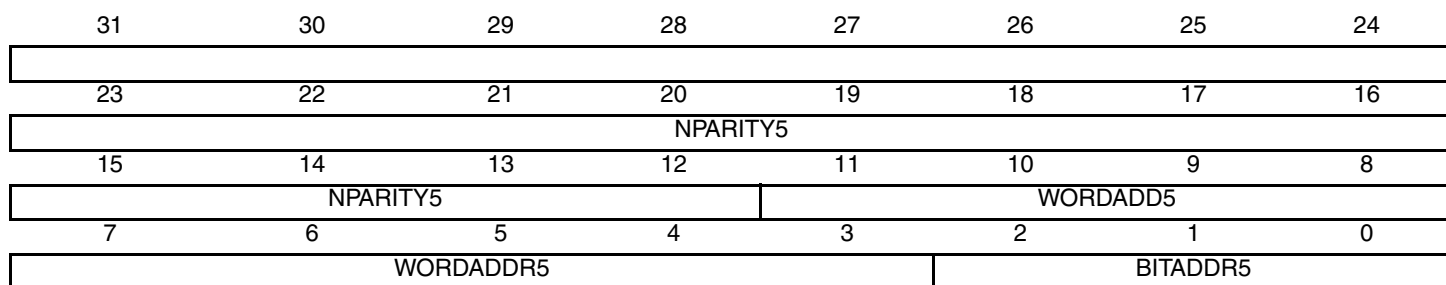 31 30 29 28 27 26 25 24
23 22 21 20 19 18 17 16
NPARITY5
15 14 13 12 11 10 9 8
NPARITY5 WORDADD5
7 6 5 4 3 2 1 0
WORDADDR5 BITADDR5